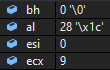 bh 0 '\0'
al 28 '\x1c'
esi 0
ecx 9